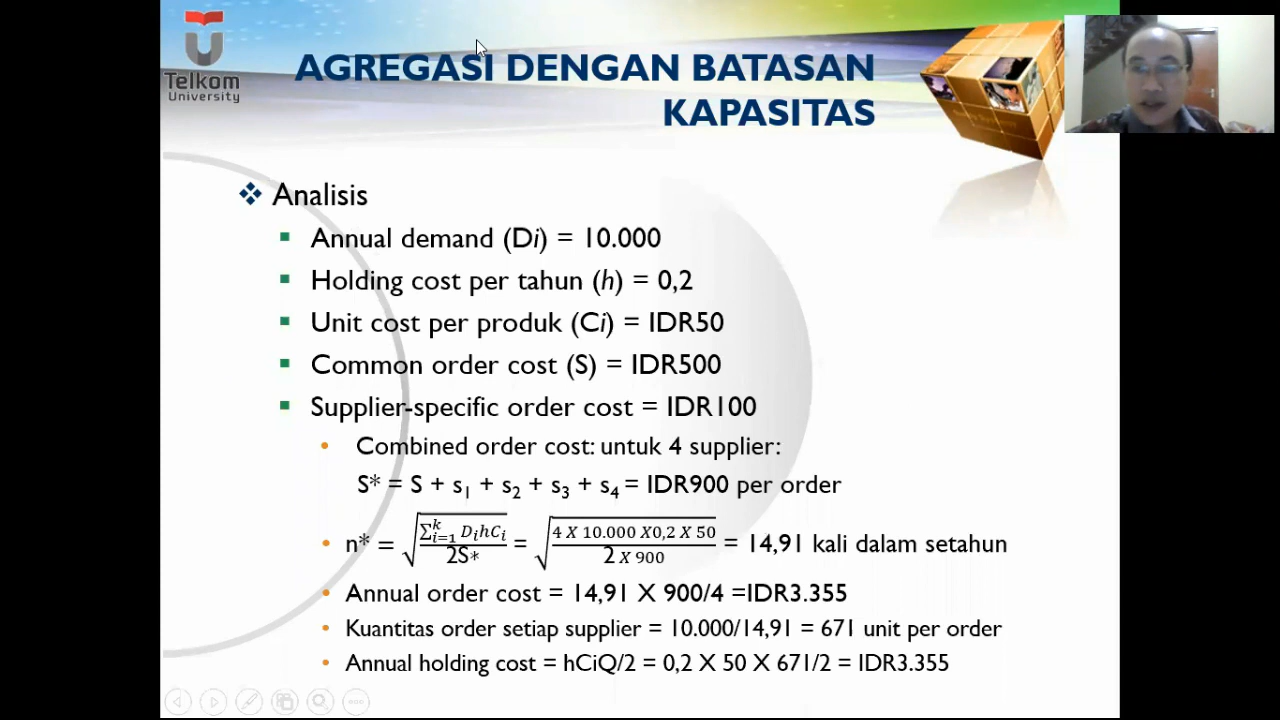 Telkom
University
AGREGASI DENGAN BATASAN
KAPASITAS
❖ Analisis
▪ Annual demand (Di) = 10.000
▪ Holding cost per tahun (h) = 0,2
▪ Unit cost per produk (Ci) = IDR50
▪ Common order cost (S) = IDR500
▪ Supplier-specific order cost = IDR100
• Combined order cost: untuk 4 supplier:
S* = S + s₁ + s₂ + s₃ + s₄ = IDR900 per order
• n* = √(∑ᵏᵢ₌₁ DᵢhCᵢ / 2S*) = √(4 X 10.000 X0,2 X 50 / 2 X 900) = 14,91 kali dalam setahun
• Annual order cost = 14,91 X 900/4 =IDR3.355
• Kuantitas order setiap supplier = 10.000/14,91 = 671 unit per order
• Annual holding cost = hCiQ/2 = 0,2 X 50 X 671/2 = IDR3.355